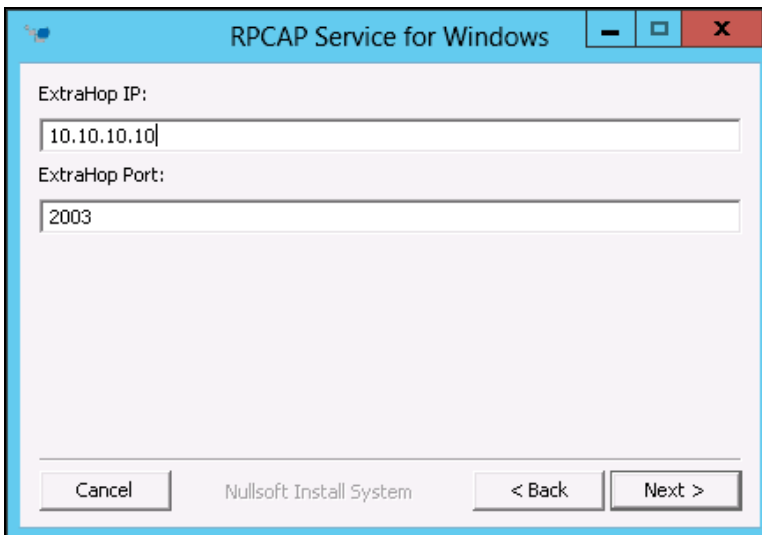 RPCAP Service for Windows
ExtraHop IP:
10.10.10.10
ExtraHop Port:
2003
Cancel
Nullsoft Install System
< Back
Next >